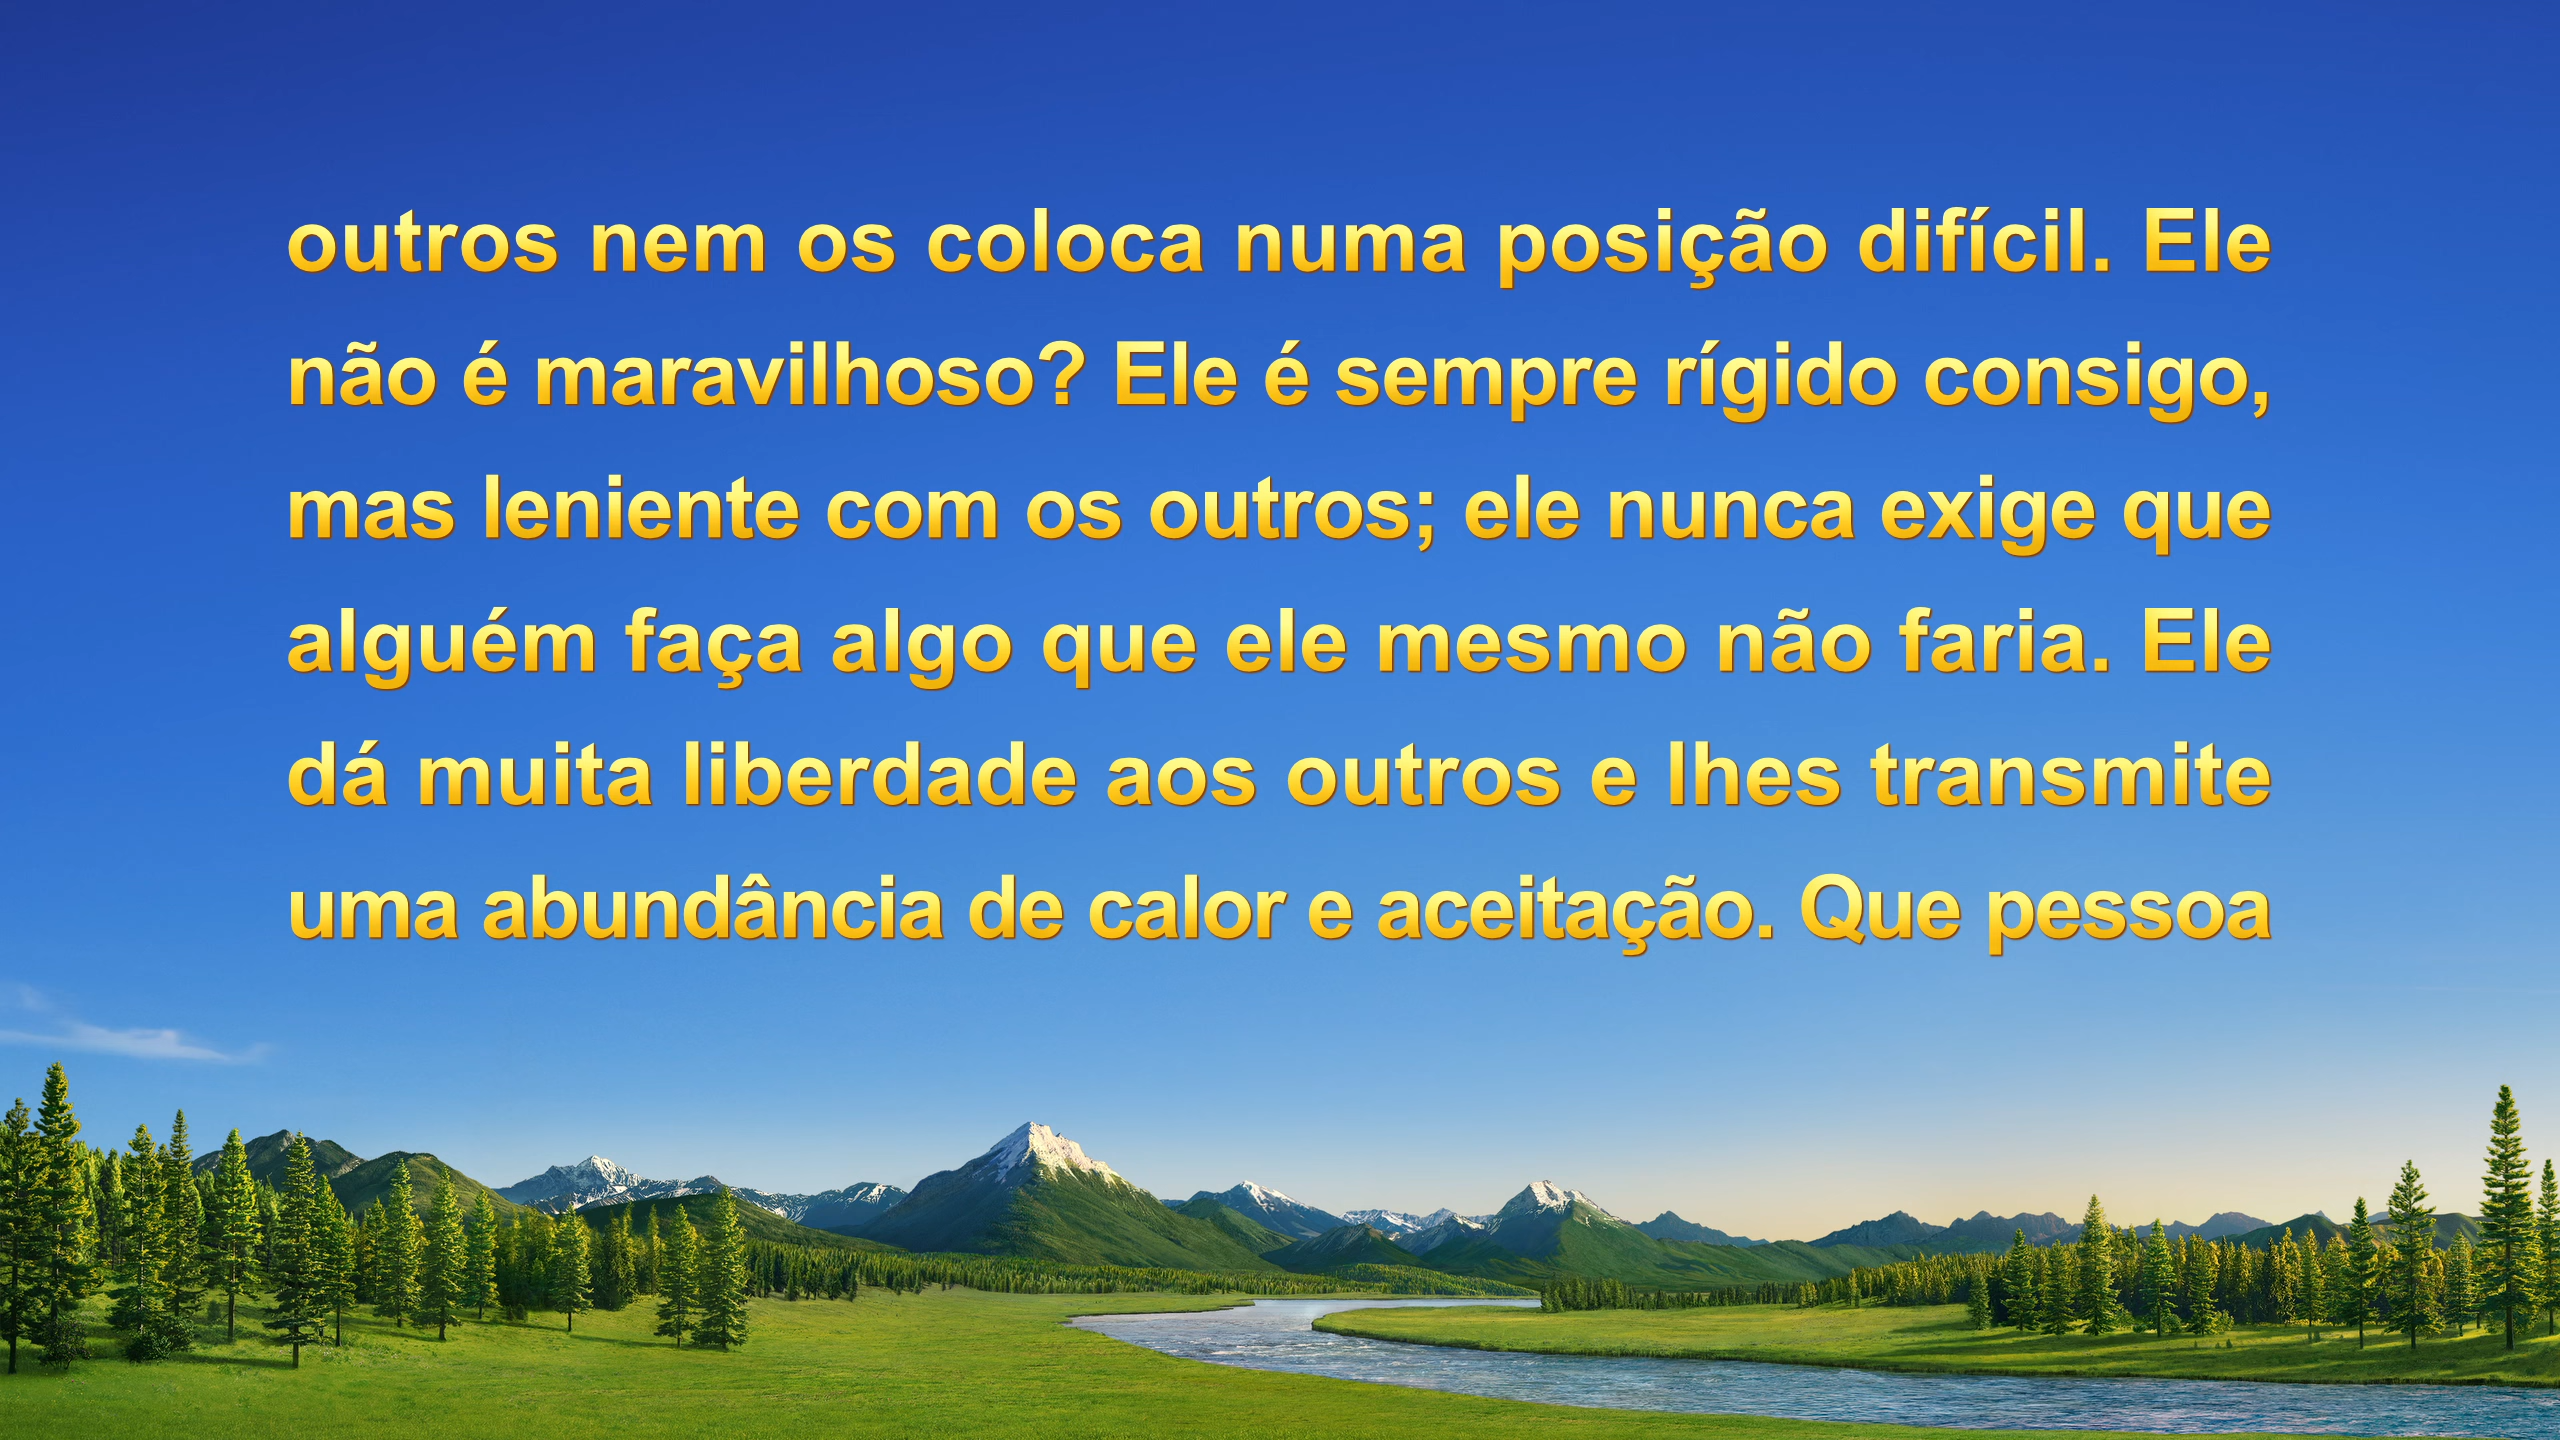 outros nem os coloca numa posição difícil. Ele
não é maravilhoso? Ele é sempre rígido consigo,
mas leniente com os outros; ele nunca exige que
alguém faça algo que ele mesmo não faria. Ele
dá muita liberdade aos outros e lhes transmite
uma abundância de calor e aceitação. Que pessoa